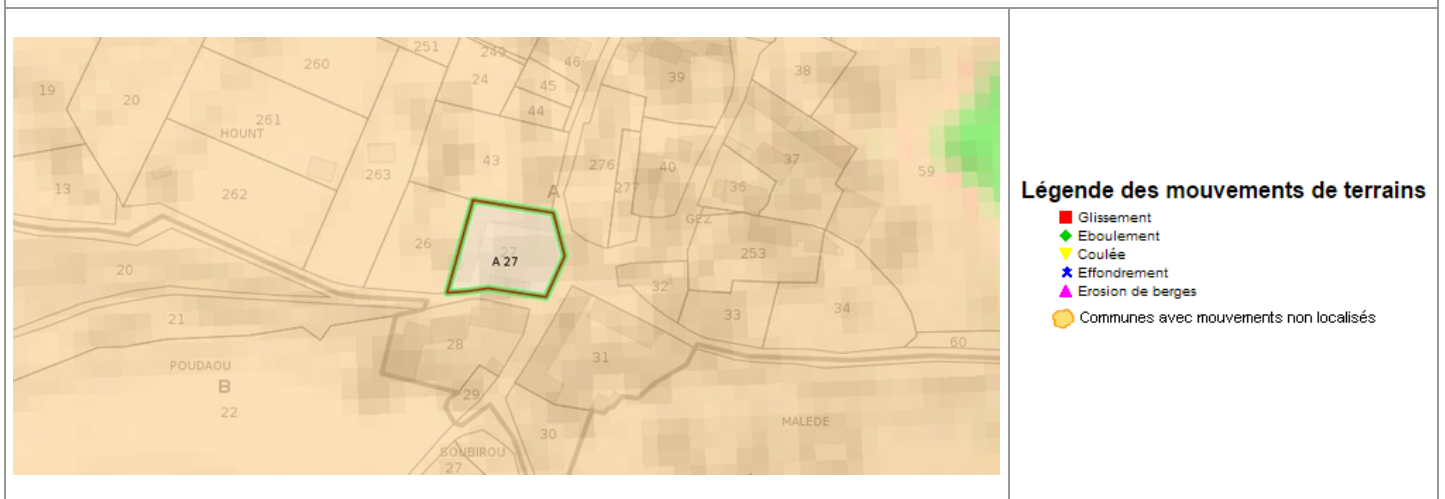 251
249
46
260
24
39
38
19
20
45
44
261
HOUNT
43
276
40
37
59
263
277
36
13
262
A
GEZ
26
27
A 27
253
20
32
21
33
34
28
60
31
POUDAOU
B
29
22
MALEDE
30
SOUBIROU
27
Légende des mouvements de terrains
Glissement
Eboulement
Coulée
Effondrement
Erosion de berges
Communes avec mouvements non localisés